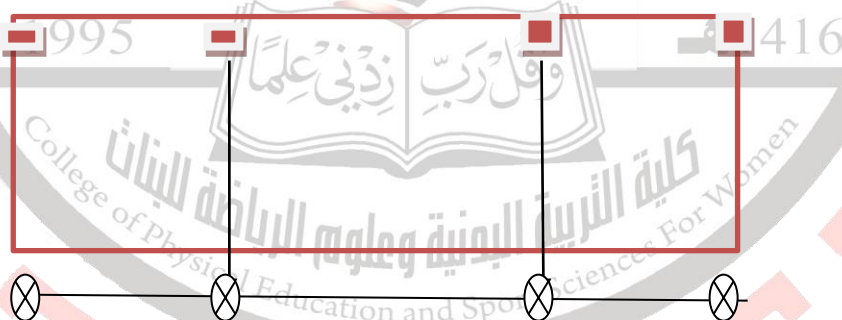 1995
1416
وقل رب
زدني علما
كلية التربية البدنية وعلوم الرياضة للبنات
College of Physical Education and Sport Sciences For Women